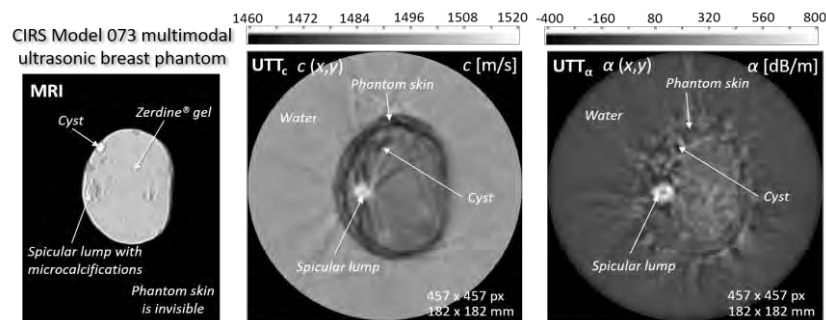 CIRS Model 073 multimodal
ultrasonic breast phantom
MRI
Cyst
Zerdine® gel
Spicular lump with
microcalcifications
Phantom skin
is invisible
1460 1472 1484 1496 1508 1520
UTTc c (x,y) c [m/s]
Phantom skin
Water
Cyst
Spicular lump
457 x 457 px
182 x 182 mm
-400 -160 80 320 560 800
UTTα α (x,y) α [dB/m]
Phantom skin
Water
Cyst
Spicular lump
457 x 457 px
182 x 182 mm